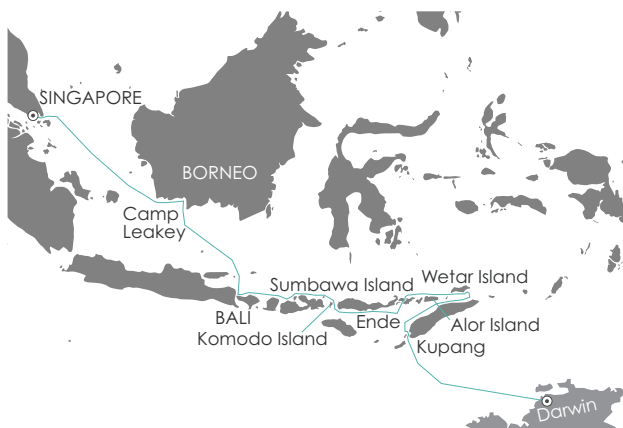 SINGAPORE
BORNEO
Camp
Leakey
Sumbawa Island
Wetar Island
BALI
Komodo Island
Ende
Alor Island
Kupang
Darwin